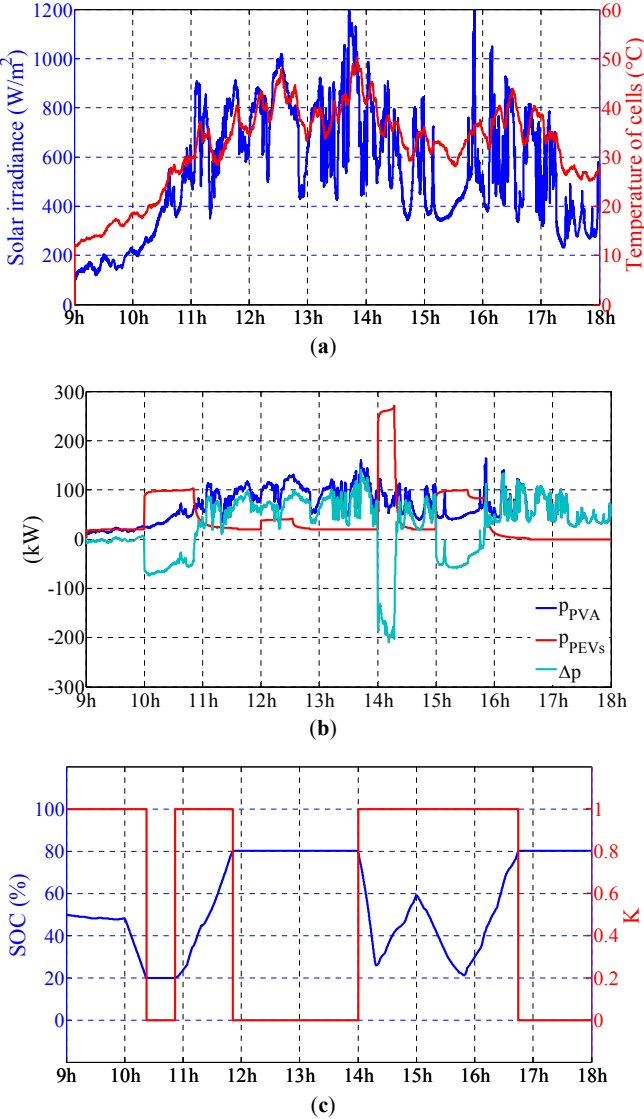 1200 60
1000 50
800 40
600 30
400 20
200 10
0 0
Solar irradiance (W/m²)
Temperature of cells (°C)
9h 10h 11h 12h 13h 14h 15h 16h 17h 18h
(a)
300
200
100
0
-100
-200
-300
(kW)
pPVA
pPEVs
Δp
9h 10h 11h 12h 13h 14h 15h 16h 17h 18h
(b)
100 1
80 0.8
60 0.6
40 0.4
20 0.2
0 0
SOC (%)
K
9h 10h 11h 12h 13h 14h 15h 16h 17h 18h
(c)